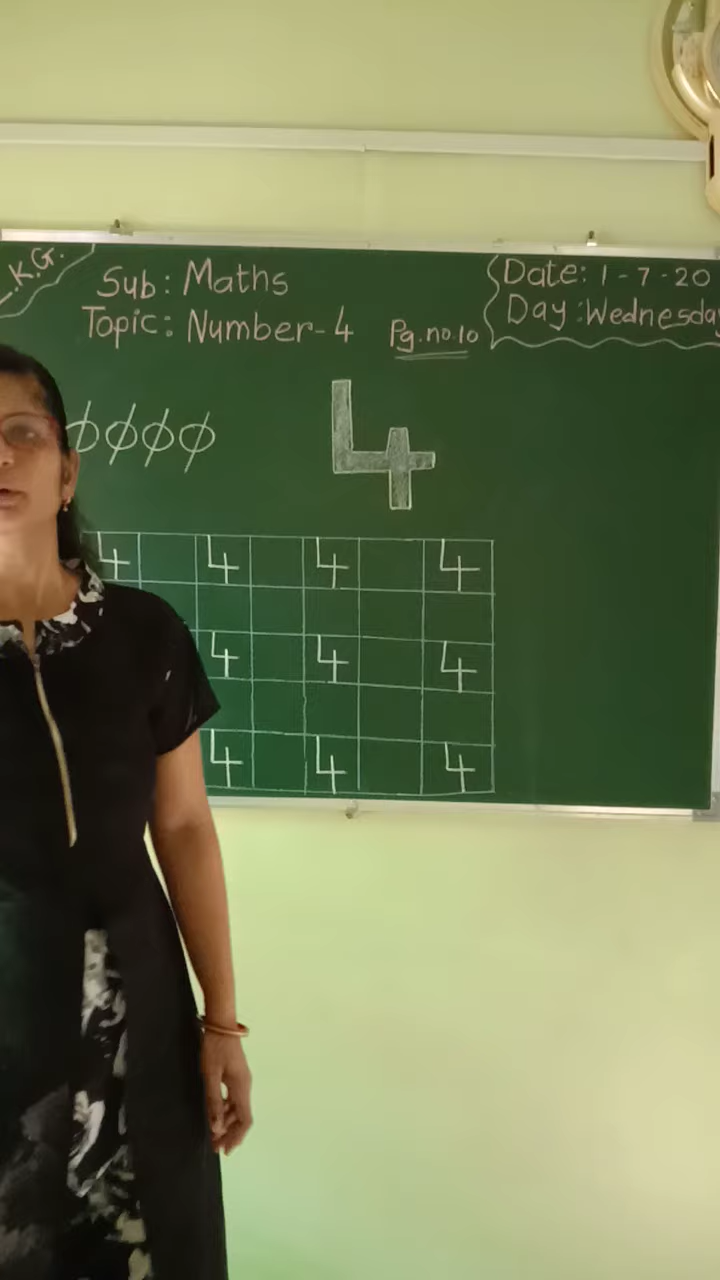 .K.G.
Sub: Maths
Topic: Number-4
Pg.no.10
Date: 1-7-20
Day: Wednesday
4
4 4 4 4
4 4 4
4 4 4